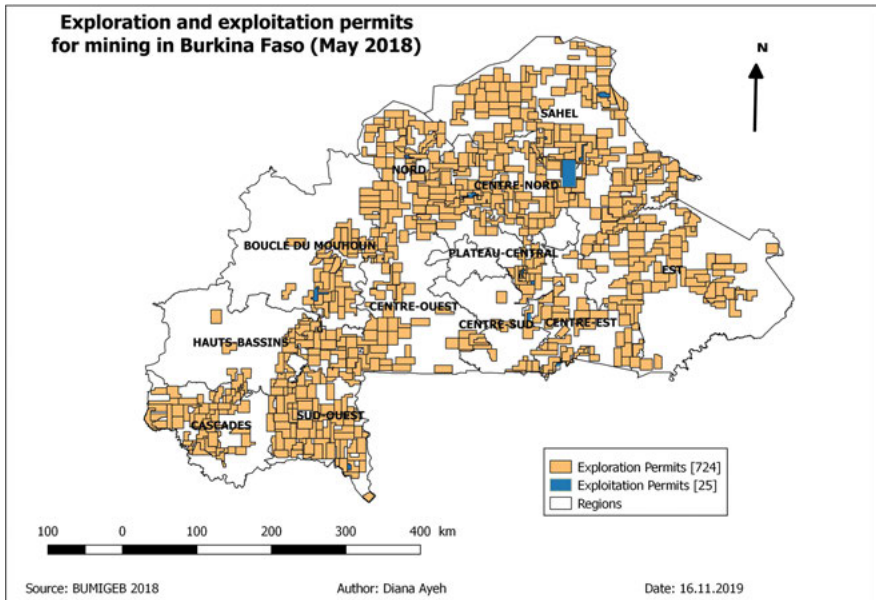 Exploration and exploitation permits
for mining in Burkina Faso (May 2018)
N
SAHEL
NORD
CENTRE-NORD
BOUCLE DU MOUHOUN
PLATEAU-CENTRAL
EST
CENTRE-OUEST
CENTRE-SUD
CENTRE-EST
HAUTS-BASSINS
SUD-OUEST
CASCADES
Exploration Permits [724]
Exploitation Permits [25]
Regions
100 0 100 200 300 400 km
Source: BUMIGEB 2018 Author: Diana Ayeh Date: 16.11.2019